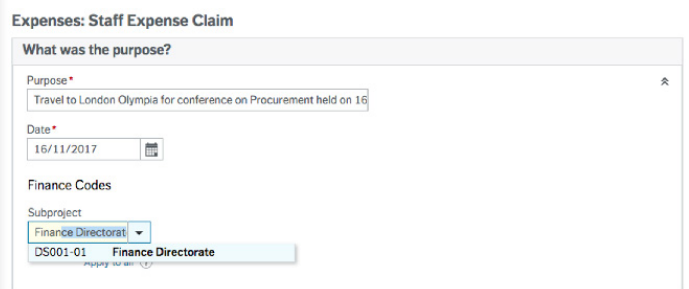 Expenses: Staff Expense Claim
What was the purpose?
Purpose*
Travel to London Olympia for conference on Procurement held on 16
Date*
16/11/2017
Finance Codes
Subproject
Finance Directorat
DS001-01 Finance Directorate
Apply to all